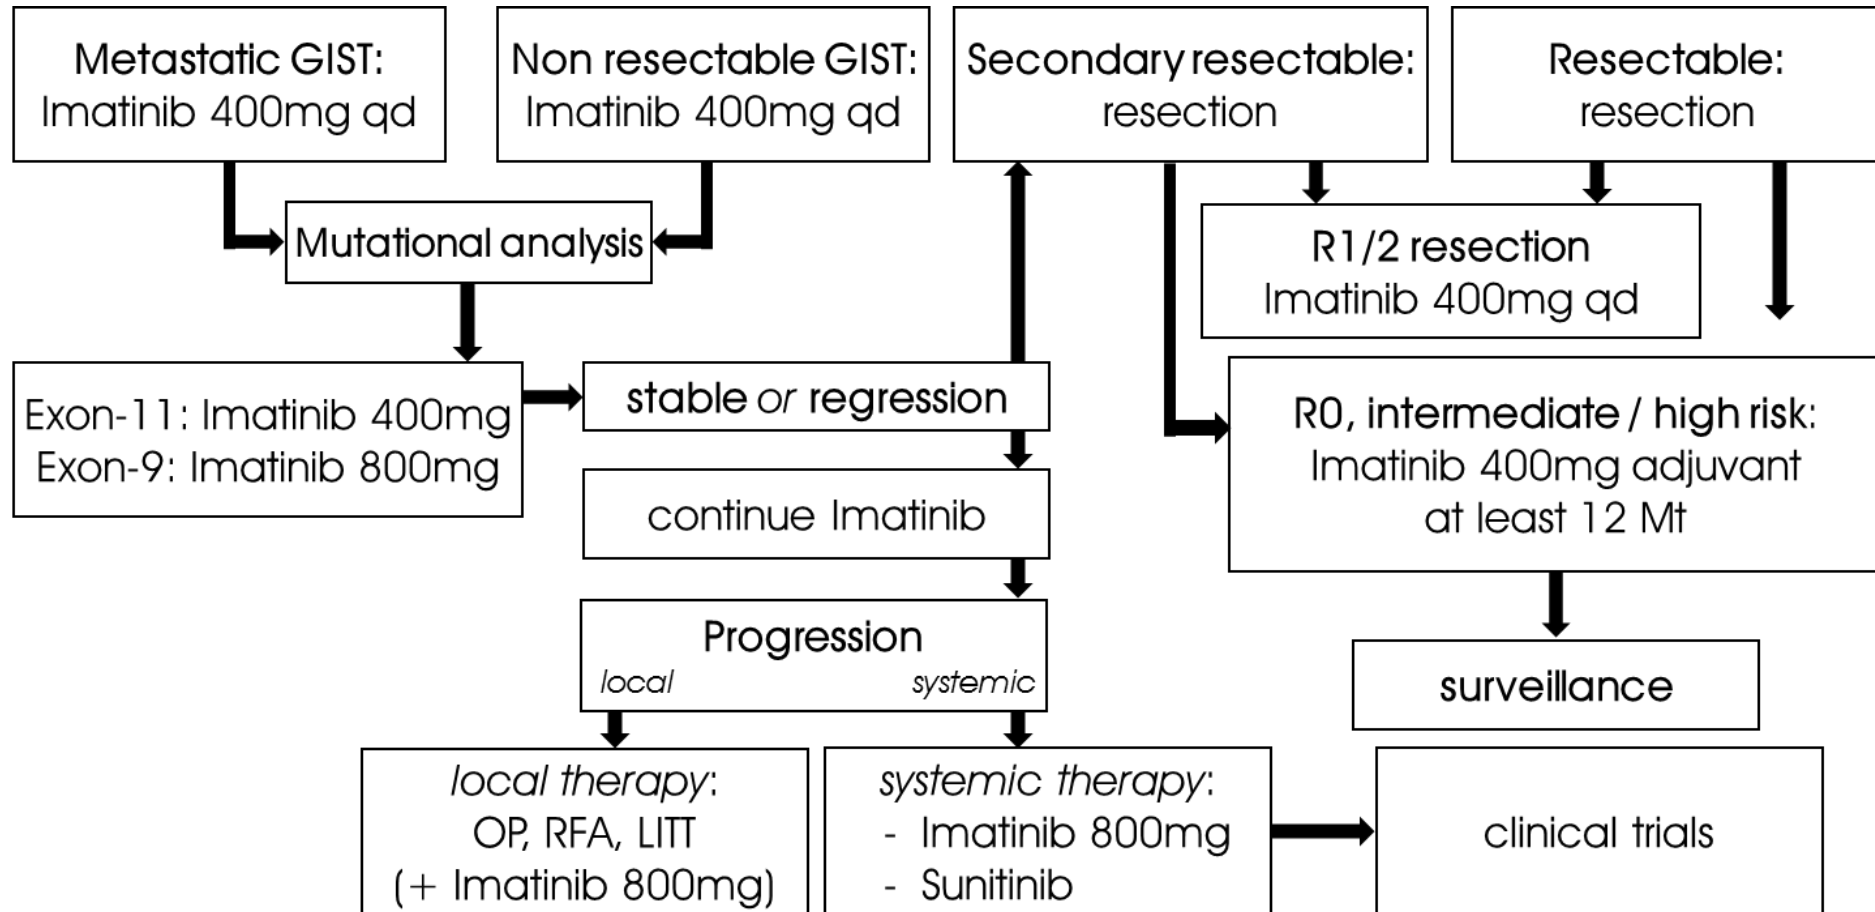 Metastatic GIST:
Imatinib 400mg qd
Non resectable GIST:
Imatinib 400mg qd
Secondary resectable:
resection
Resectable:
resection
Mutational analysis
R1/2 resection
Imatinib 400mg qd
Exon-11: Imatinib 400mg
Exon-9: Imatinib 800mg
stable or regression
R0, intermediate / high risk:
Imatinib 400mg adjuvant
at least 12 Mt
continue Imatinib
Progression
local systemic
surveillance
local therapy:
OP, RFA, LITT
(+ Imatinib 800mg)
systemic therapy:
- Imatinib 800mg
- Sunitinib
clinical trials